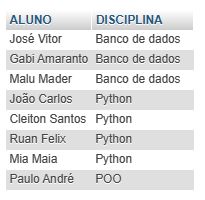 ALUNO DISCIPLINA
José Vitor Banco de dados
Gabi Amaranto Banco de dados
Malu Mader Banco de dados
João Carlos Python
Cleiton Santos Python
Ruan Felix Python
Mia Maia Python
Paulo André POO